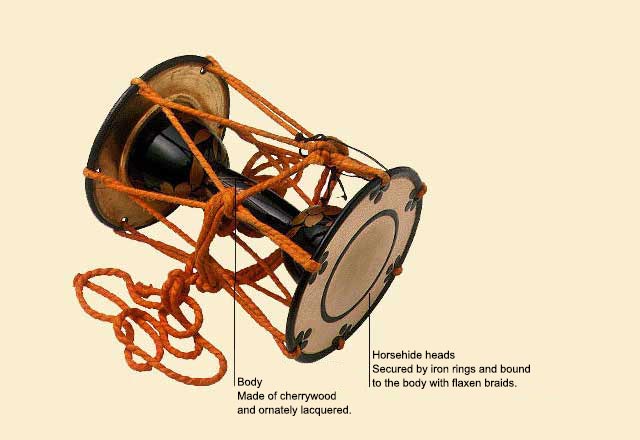 Horsehide heads
Secured by iron rings and bound
to the body with flaxen braids.
Body
Made of cherrywood
and ornately lacquered.